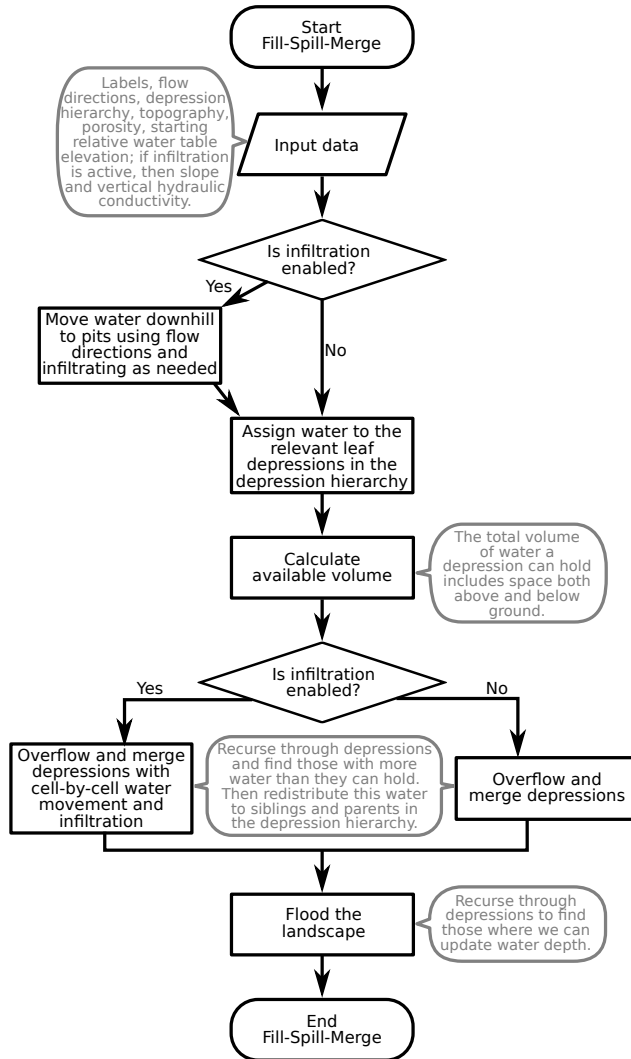 Start
Fill-Spill-Merge
Labels, flow
directions, depression
hierarchy, topography,
porosity, starting
relative water table
elevation; if infiltration
is active, then slope
and vertical hydraulic
conductivity.
Input data
Is infiltration
enabled?
Yes
Move water downhill
to pits using flow
directions and
infiltrating as needed
No
Assign water to the
relevant leaf
depressions in the
depression hierarchy
Calculate
available volume
The total volume
of water a
depression can hold
includes space both
above and below
ground.
Is infiltration
enabled?
Yes
No
Overflow and merge
depressions with
cell-by-cell water
movement and
infiltration
Recurse through depressions
and find those with more
water than they can hold.
Then redistribute this water
to siblings and parents in
the depression hierarchy.
Overflow and
merge depressions
Flood the
landscape
Recurse through
depressions to find
those where we can
update water depth.
End
Fill-Spill-Merge